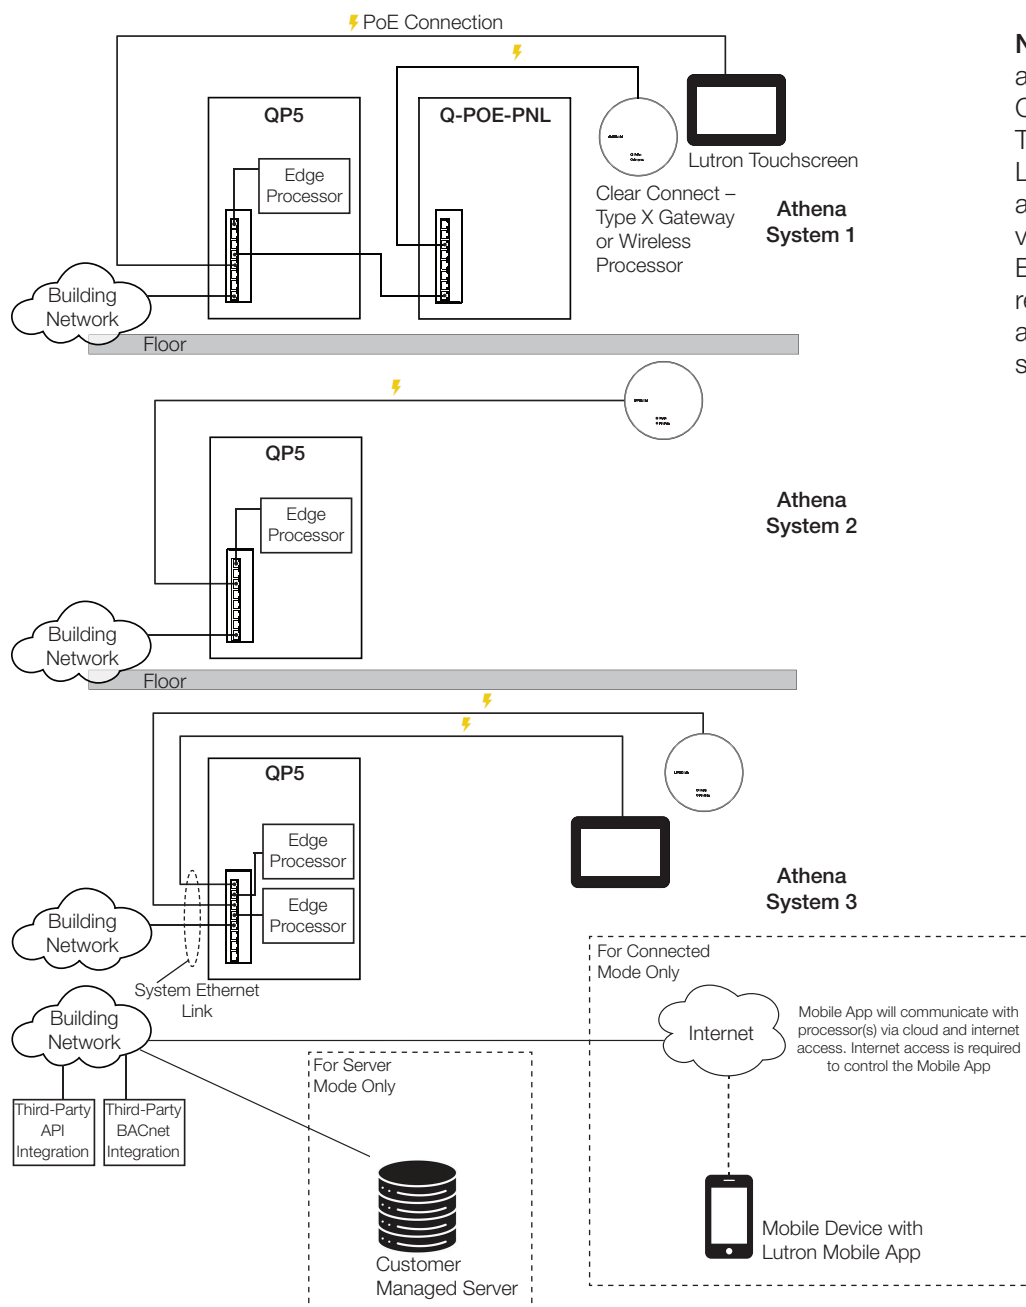 PoE Connection
QP5
Q-POE-PNL
Edge
Processor
Lutron Touchscreen
Clear Connect –
Type X Gateway
or Wireless
Processor
Athena
System 1
Building
Network
Floor
QP5
Edge
Processor
Athena
System 2
Building
Network
Floor
QP5
Edge
Processor
Edge
Processor
Athena
System 3
Building
Network
System Ethernet
Link
For Connected
Mode Only
Building
Network
Internet
Mobile App will communicate with
processor(s) via cloud and internet
access. Internet access is required
to control the Mobile App
For Server
Mode Only
Third-Party
API
Integration
Third-Party
BACnet
Integration
Customer
Managed Server
Mobile Device with
Lutron Mobile App